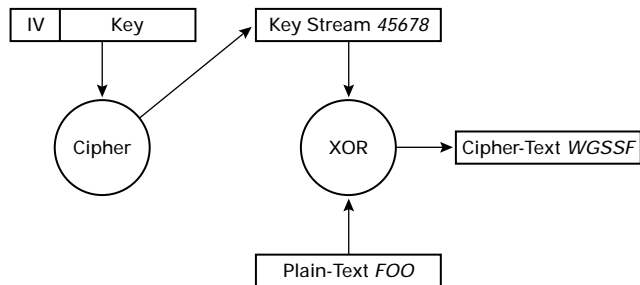 IV Key
Key Stream 45678
Cipher
XOR
Cipher-Text WGSSF
Plain-Text FOO